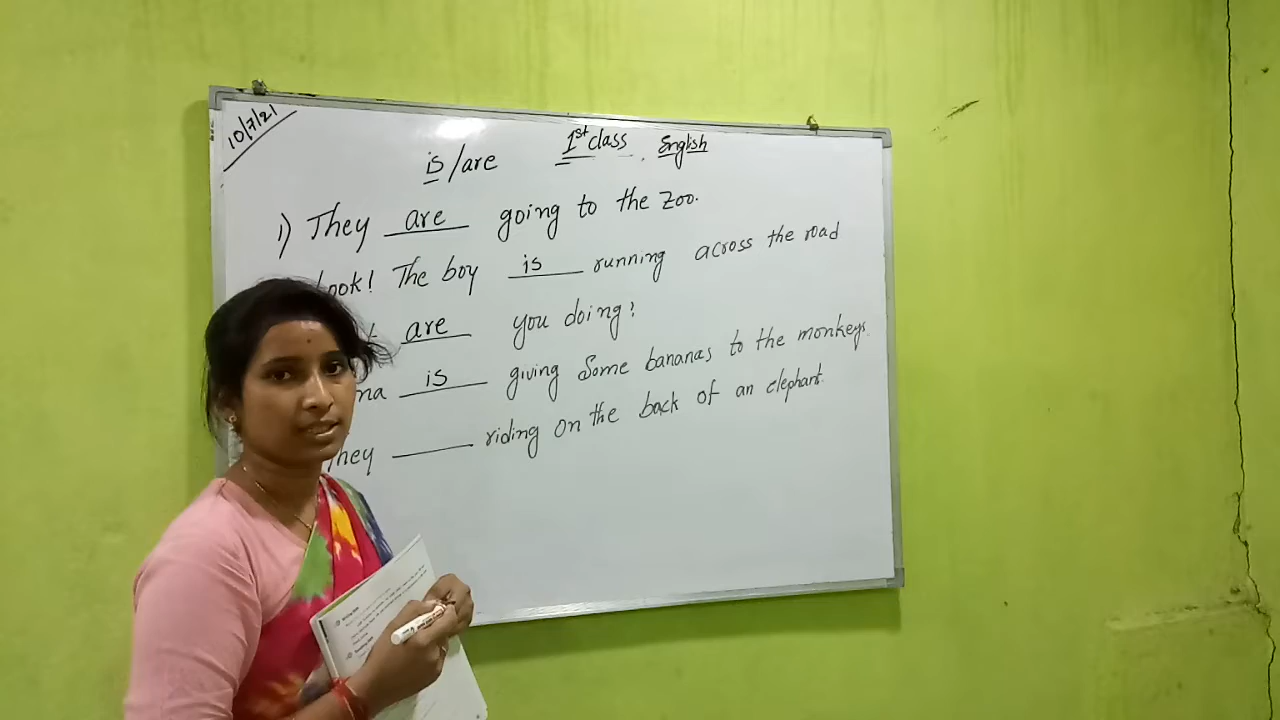 10/7/21
is/are 1st class English
1) They are going to the zoo.
ook! The boy is running across the road
are you doing?
na is giving some bananas to the monkeys.
hey ___ riding on the back of an elephant.